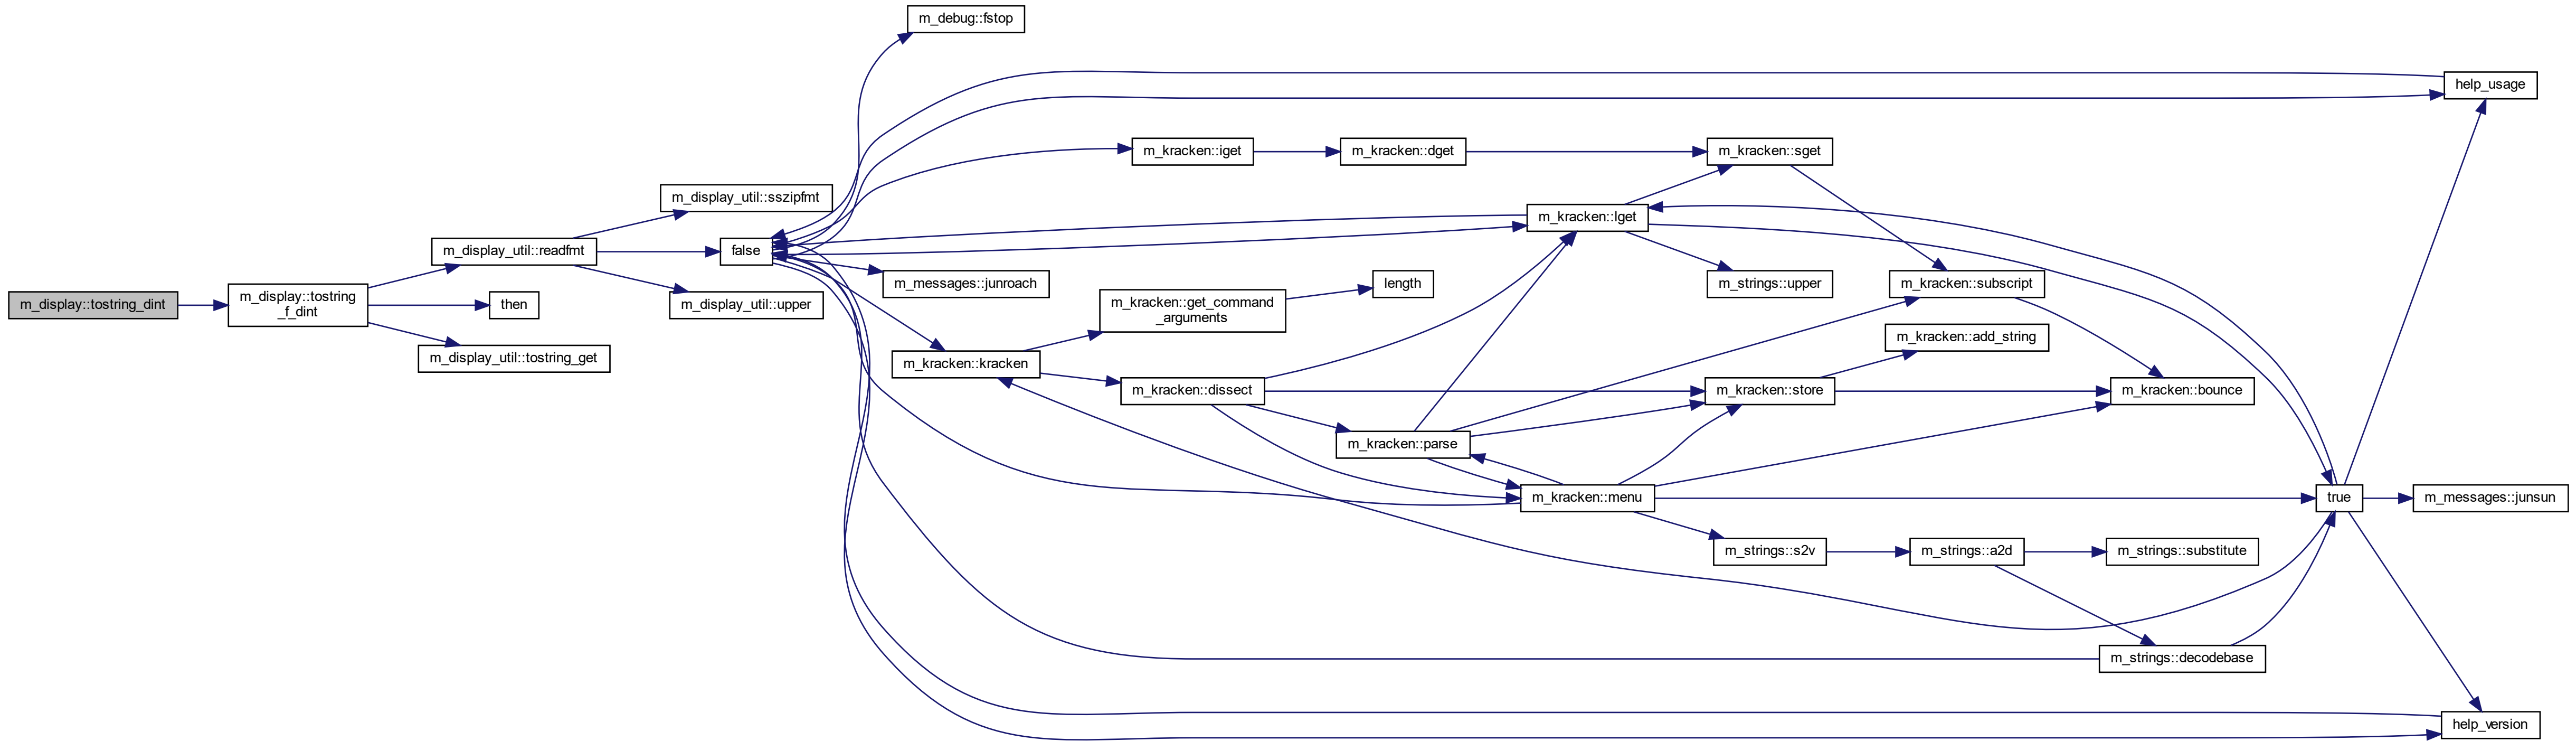 m_debug::fstop
help_usage
m_kracken::iget
m_kracken::dget
m_kracken::sget
m_display_util::sszipfmt
m_kracken::lget
m_display_util::readfmt
false
m_messages::junroach
m_strings::upper
m_kracken::subscript
m_display::tostring_dint
m_display::tostring
_f_dint
then
m_display_util::upper
m_kracken::get_command
_arguments
length
m_display_util::tostring_get
m_kracken::add_string
m_kracken::kracken
m_kracken::dissect
m_kracken::store
m_kracken::bounce
m_kracken::parse
m_kracken::menu
true
m_messages::junsun
m_strings::s2v
m_strings::a2d
m_strings::substitute
m_strings::decodebase
help_version